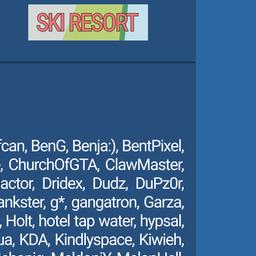 SKI RESORT
fcan, BenG, Benja:), BentPixel,
, ChurchOfGTA, ClawMaster,
actor, Dridex, Dudz, DuPz0r,
ankster, g*, gangatron, Garza,
, Holt, hotel tap water, hypsal,
ua, KDA, Kindlyspace, Kiwieh,